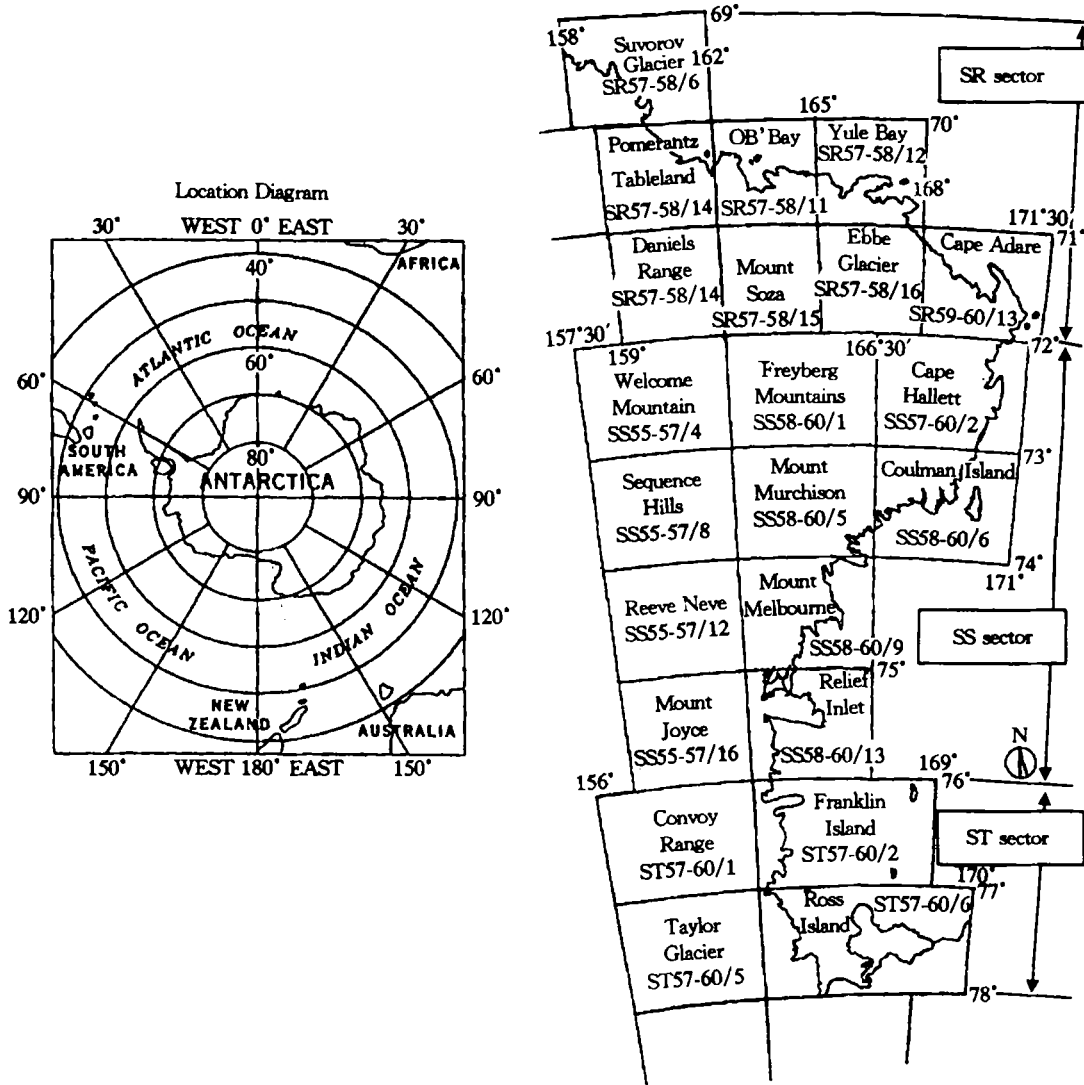 Location Diagram
WEST 0° EAST
30°
30°
AFRICA
40°
ATLANTIC OCEAN
60°
60°
60°
SOUTH
AMERICA
80°
ANTARCTICA
90°
90°
PACIFIC OCEAN
INDIAN OCEAN
120°
120°
NEW
ZEALAND
AUSTRALIA
150°
WEST 180° EAST
150°
69°
158°
Suvorov
Glacier
162°
SR57-58/6
SR sector
165°
70°
Pomerantz
Tableland
SR57-58/14
OB' Bay
SR57-58/11
Yule Bay
SR57-58/12
168°
171°30'
71°
Daniels
Range
SR57-58/14
Mount
Soza
SR57-58/15
Ebbe
Glacier
SR57-58/16
Cape Adare
SR59-60/13
157°30'
72°
159°
166°30'
Welcome
Mountain
SS55-57/4
Freyberg
Mountains
SS58-60/1
Cape
Hallett
SS57-60/2
73°
Sequence
Hills
SS55-57/8
Mount
Murchison
SS58-60/5
Coulman Island
SS58-60/6
74°
171°
Reeve Neve
SS55-57/12
Mount
Melbourne
SS58-60/9
SS sector
75°
Mount
Joyce
SS55-57/16
Relief
Inlet
SS58-60/13
N
156°
169°
76°
Convoy
Range
ST57-60/1
Franklin
Island
ST57-60/2
ST sector
170°
77°
Taylor
Glacier
ST57-60/5
Ross
Island
ST57-60/6
78°